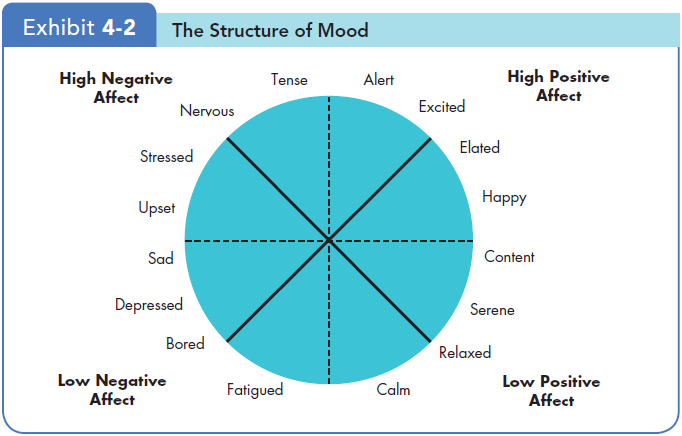 Exhibit 4-2 The Structure of Mood
High Negative
Affect
Tense
Alert
High Positive
Affect
Nervous
Excited
Stressed
Elated
Upset
Happy
Sad
Content
Depressed
Serene
Bored
Relaxed
Low Negative
Affect
Fatigued
Calm
Low Positive
Affect